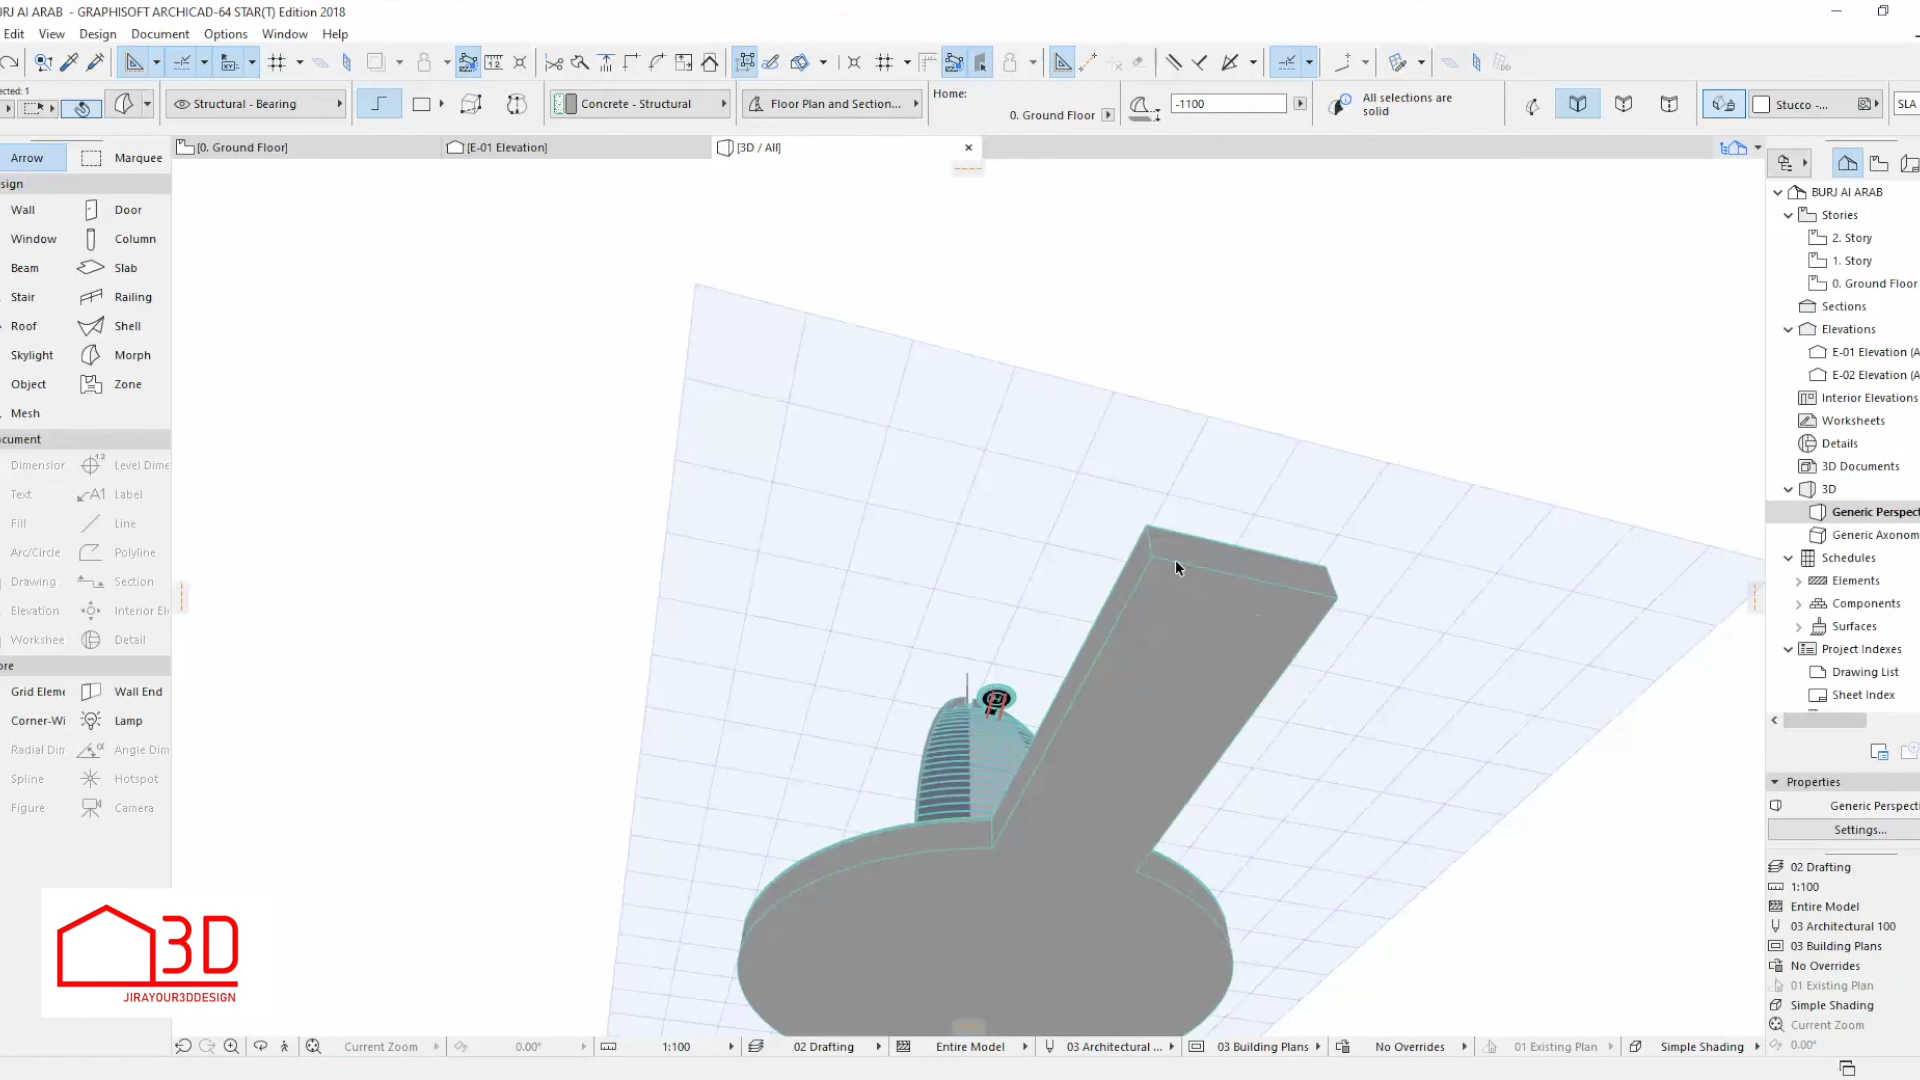 URJ Al ARAB - GRAPHISOFT ARCHICAD-64 STAR(T) Edition 2018
Edit View Design Document Options Window Help
ected: 1
Structural - Bearing
Concrete - Structural
Floor Plan and Section...
Home:
0. Ground Floor
-1100
All selections are
solid
Stucco -...
SLA
[0. Ground Floor]
[E-01 Elevation]
[3D / All]
Arrow Marquee
sign
Wall Door
Window Column
Beam Slab
Stair Railing
Roof Shell
Skylight Morph
Object Zone
Mesh
cument
Dimension Level Dime
Text Label
Fill Line
Arc/Circle Polyline
Drawing Section
Elevation Interior El
Workshee Detail
ore
Grid Eleme Wall End
Corner-Wi Lamp
Radial Dim Angle Dim
Spline Hotspot
Figure Camera
3D
JIRAYOUR3DDESIGN
BURJ Al ARAB
Stories
2. Story
1. Story
0. Ground Floor
Sections
Elevations
E-01 Elevation (A
E-02 Elevation (A
Interior Elevations
Worksheets
Details
3D Documents
3D
Generic Perspect
Generic Axonom
Schedules
Elements
Components
Surfaces
Project Indexes
Drawing List
Sheet Index
Properties
Generic Perspecti
Settings...
02 Drafting
1:100
Entire Model
03 Architectural 100
03 Building Plans
No Overrides
01 Existing Plan
Simple Shading
Current Zoom
0.00°
Current Zoom 0.00° 1:100 02 Drafting Entire Model 03 Architectural ... 03 Building Plans No Overrides 01 Existing Plan Simple Shading